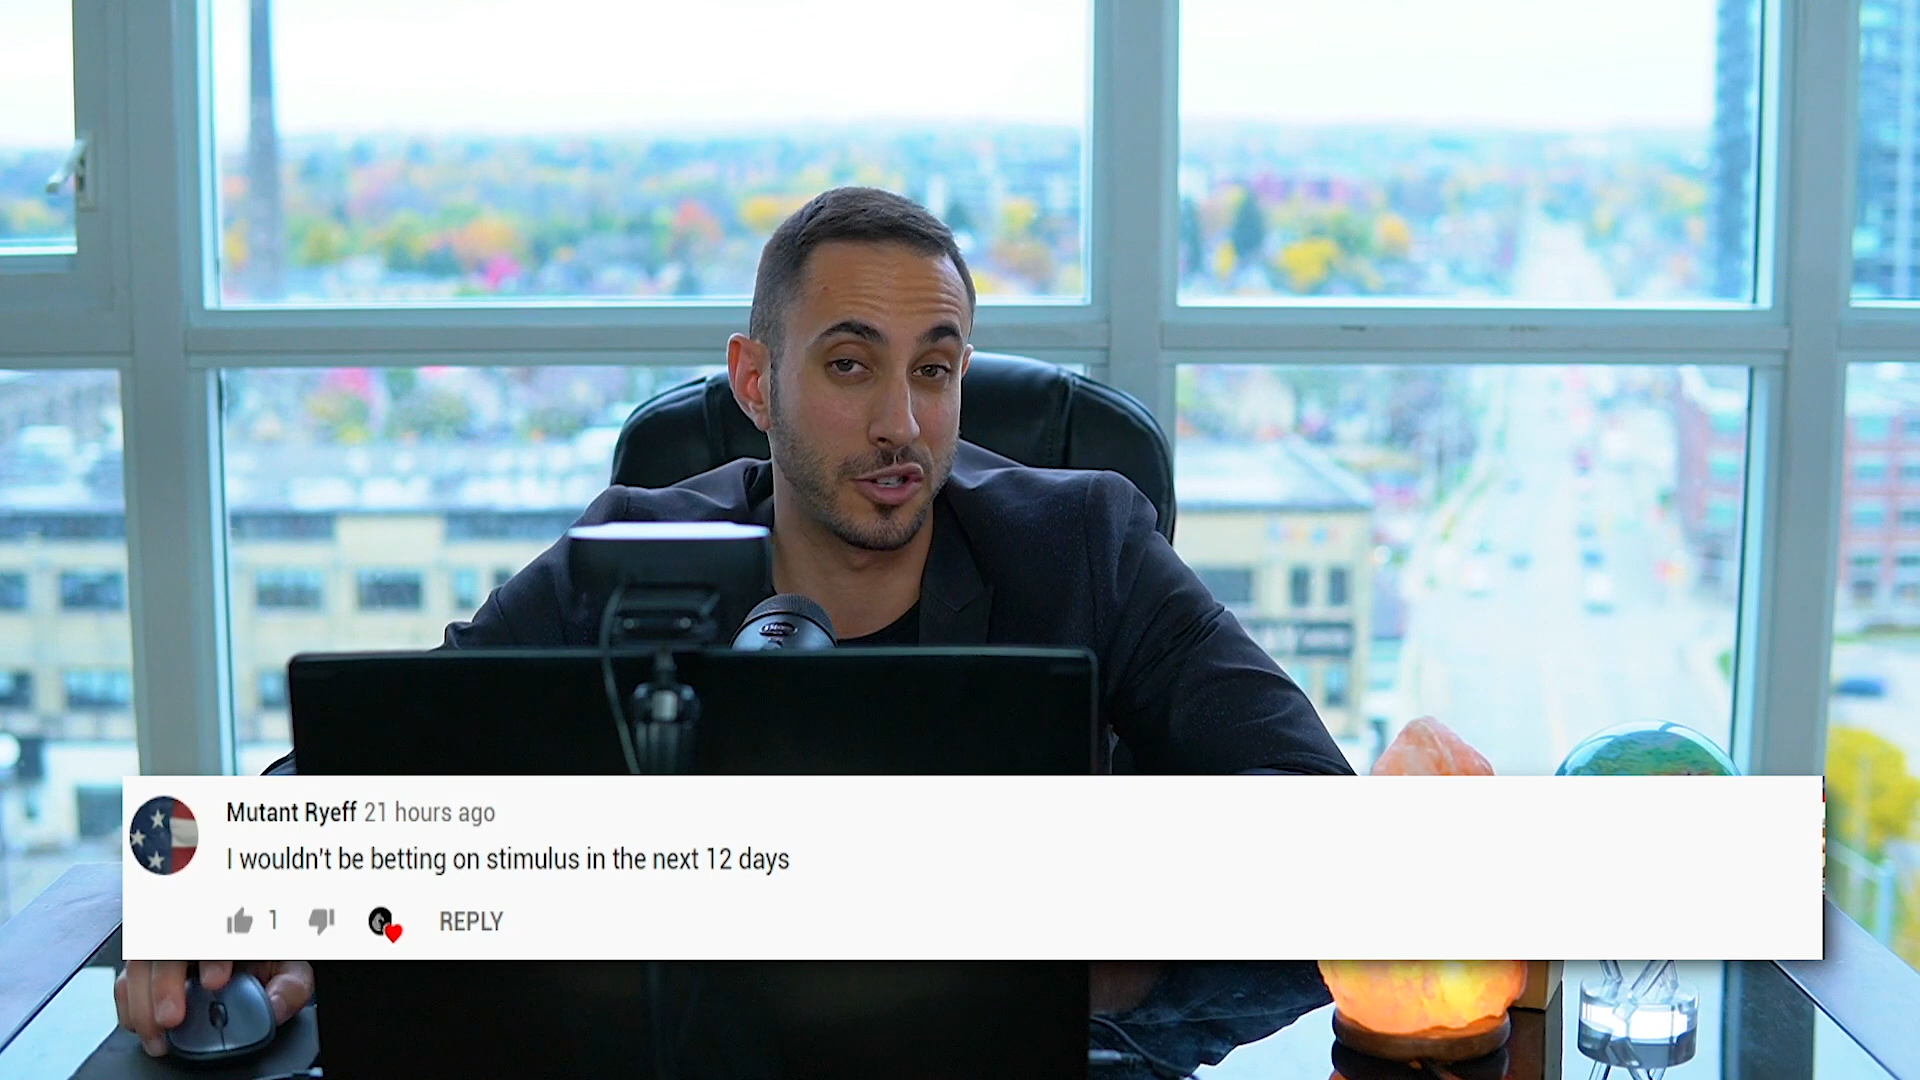 Mutant Ryeff 21 hours ago
I wouldn't be betting on stimulus in the next 12 days
1
REPLY